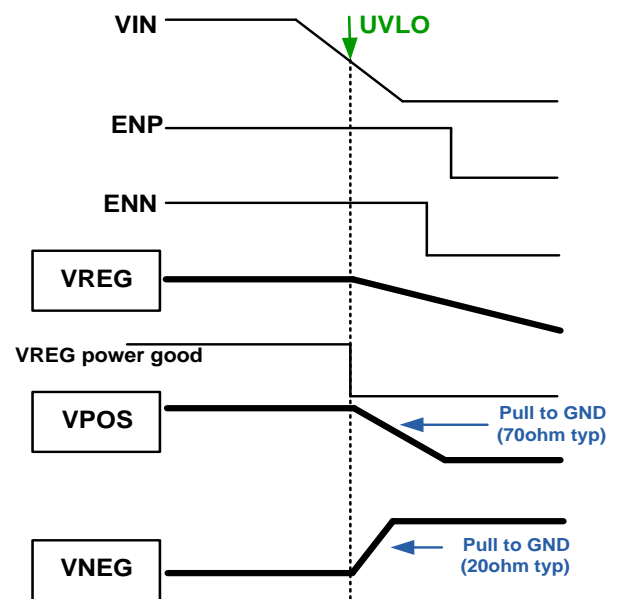 VIN
UVLO
ENP
ENN
VREG
VREG power good
VPOS
Pull to GND
(70ohm typ)
VNEG
Pull to GND
(20ohm typ)